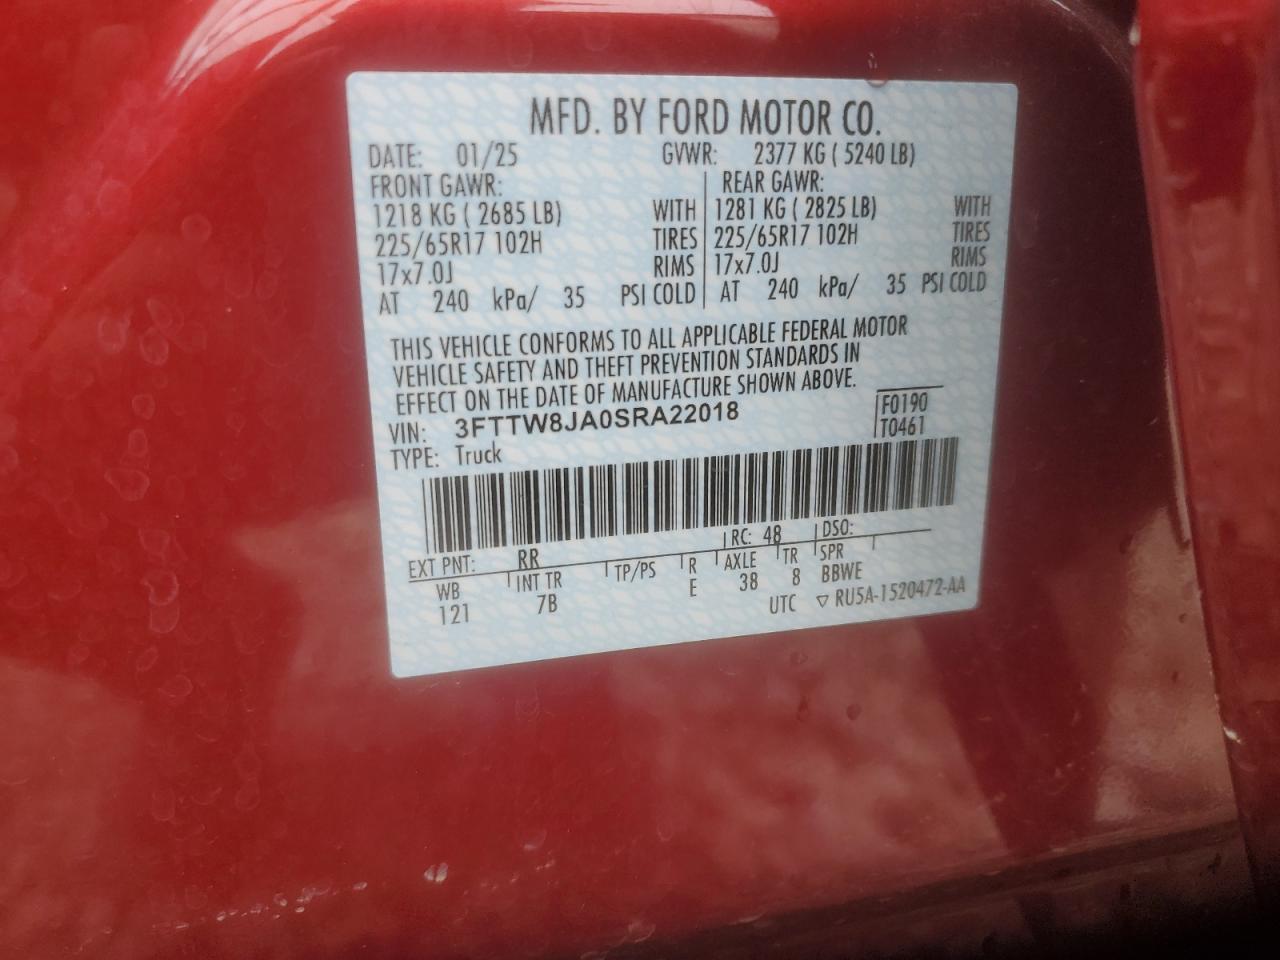 MFD. BY FORD MOTOR CO.
DATE: 01/25 GVWR: 2377 KG ( 5240 LB)
FRONT GAWR: REAR GAWR:
1218 KG ( 2685 LB) WITH 1281 KG ( 2825 LB) WITH
225/65R17 102H TIRES 225/65R17 102H TIRES
17x7.0J RIMS 17x7.0J RIMS
AT 240 kPa/ 35 PSI COLD AT 240 kPa/ 35 PSI COLD
THIS VEHICLE CONFORMS TO ALL APPLICABLE FEDERAL MOTOR
VEHICLE SAFETY AND THEFT PREVENTION STANDARDS IN
EFFECT ON THE DATE OF MANUFACTURE SHOWN ABOVE.
VIN: 3FTTW8JA0SRA22018 F0190
TYPE: Truck T0461
EXT PNT: RR RC: 48 DSO:
WB INT TR TP/PS R AXLE TR SPR
121 7B E 38 8 BBWE
UTC ▽ RU5A-1520472-AA